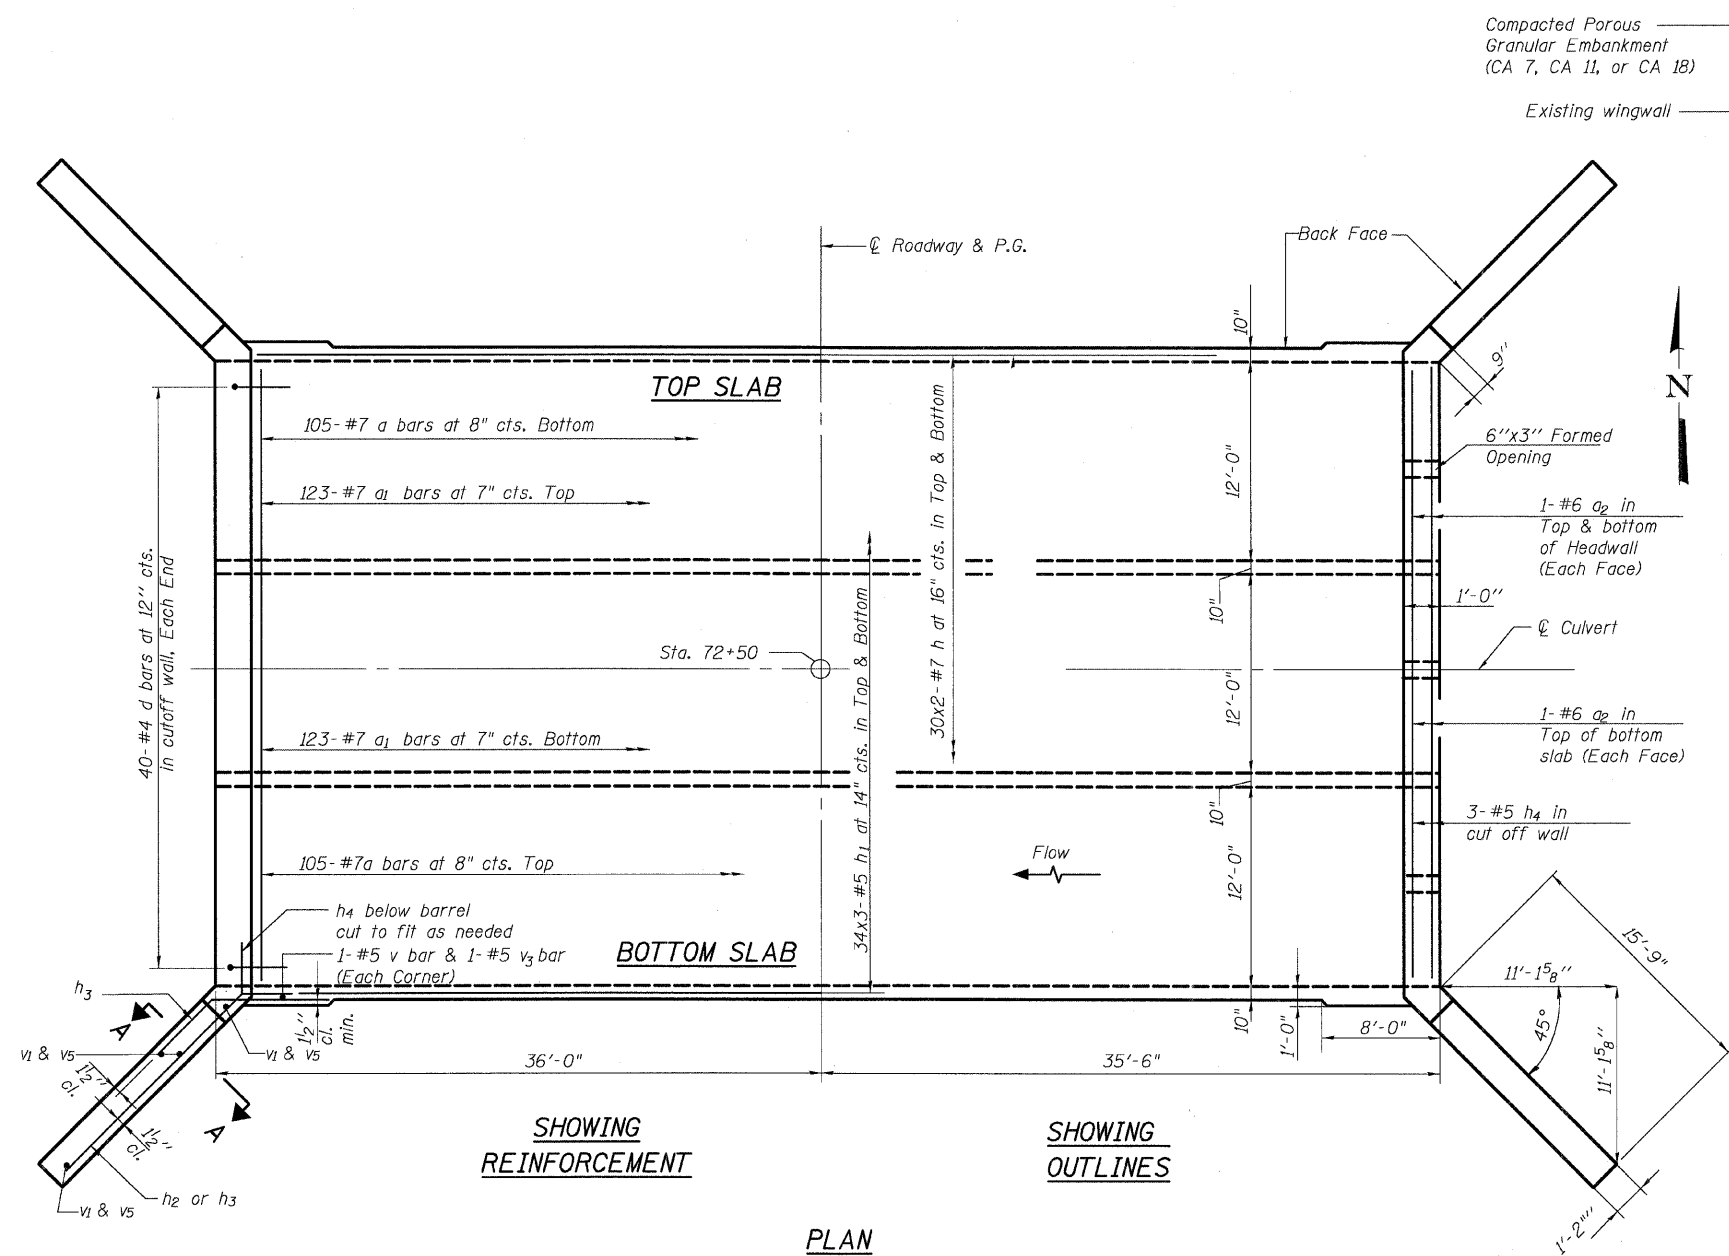 Compacted Porous
Granular Embankment
(CA 7, CA 11, or CA 18)
Existing wingwall
℄ Roadway & P.G.
Back Face
10"
9"
N
TOP SLAB
105-#7 a bars at 8" cts. Bottom
123-#7 a1 bars at 7" cts. Top
40-#4 d bars at 12" cts.
in cutoff wall, Each End
30x2-#7 h at 16" cts. in Top & Bottom
12'-0"
6"x3" Formed
Opening
1-#6 a2 in
Top & bottom
of Headwall
(Each Face)
10"
1'-0"
℄ Culvert
Sta. 72+50
34x3-#5 h1 at 14" cts. in Top & Bottom
12'-0"
1-#6 a2 in
Top of bottom
slab (Each Face)
123-#7 a1 bars at 7" cts. Bottom
10"
3-#5 h4 in
cut off wall
105-#7a bars at 8" cts. Top
Flow
12'-0"
h4 below barrel
cut to fit as needed
1-#5 v bar & 1-#5 v3 bar
(Each Corner)
BOTTOM SLAB
15'-9"
11'-1 5/8"
45°
11'-1 5/8"
h3
A
v1 & v5
1 1/2"
cl.
1 1/2"
cl.
A
v1 & v5
1 1/2"
cl.
min.
10"
1'-0"
8'-0"
36'-0"
35'-6"
h2 or h3
v1 & v5
SHOWING
REINFORCEMENT
SHOWING
OUTLINES
1'-2""
PLAN